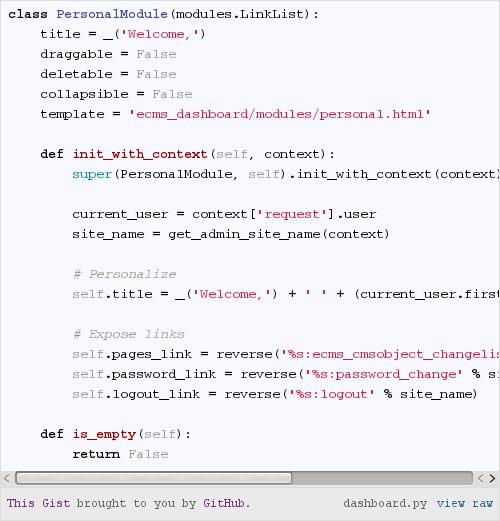 class PersonalModule(modules.LinkList):
    title = _('Welcome,')
    draggable = False
    deletable = False
    collapsible = False
    template = 'ecms_dashboard/modules/personal.html'

    def init_with_context(self, context):
        super(PersonalModule, self).init_with_context(context)

        current_user = context['request'].user
        site_name = get_admin_site_name(context)

        # Personalize
        self.title = _('Welcome,') + ' ' + (current_user.first

        # Expose links
        self.pages_link = reverse('%s:ecms_cmsobject_changelis
        self.password_link = reverse('%s:password_change' % si
        self.logout_link = reverse('%s:logout' % site_name)

    def is_empty(self):
        return False
This Gist brought to you by GitHub. dashboard.py view raw